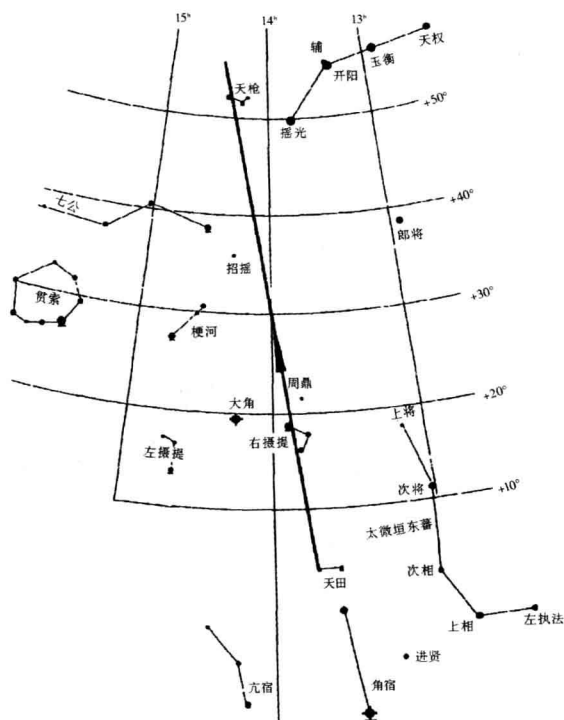 15ʰ
14ʰ
13ʰ
天权
辅
开阳
玉衡
天枪
+50°
摇光
七公
+40°
郎将
招摇
贯索
+30°
梗河
周鼎
大角
+20°
上将
左摄提
右摄提
次将
+10°
太微垣东蕃
天田
次相
上相
左执法
进贤
亢宿
角宿